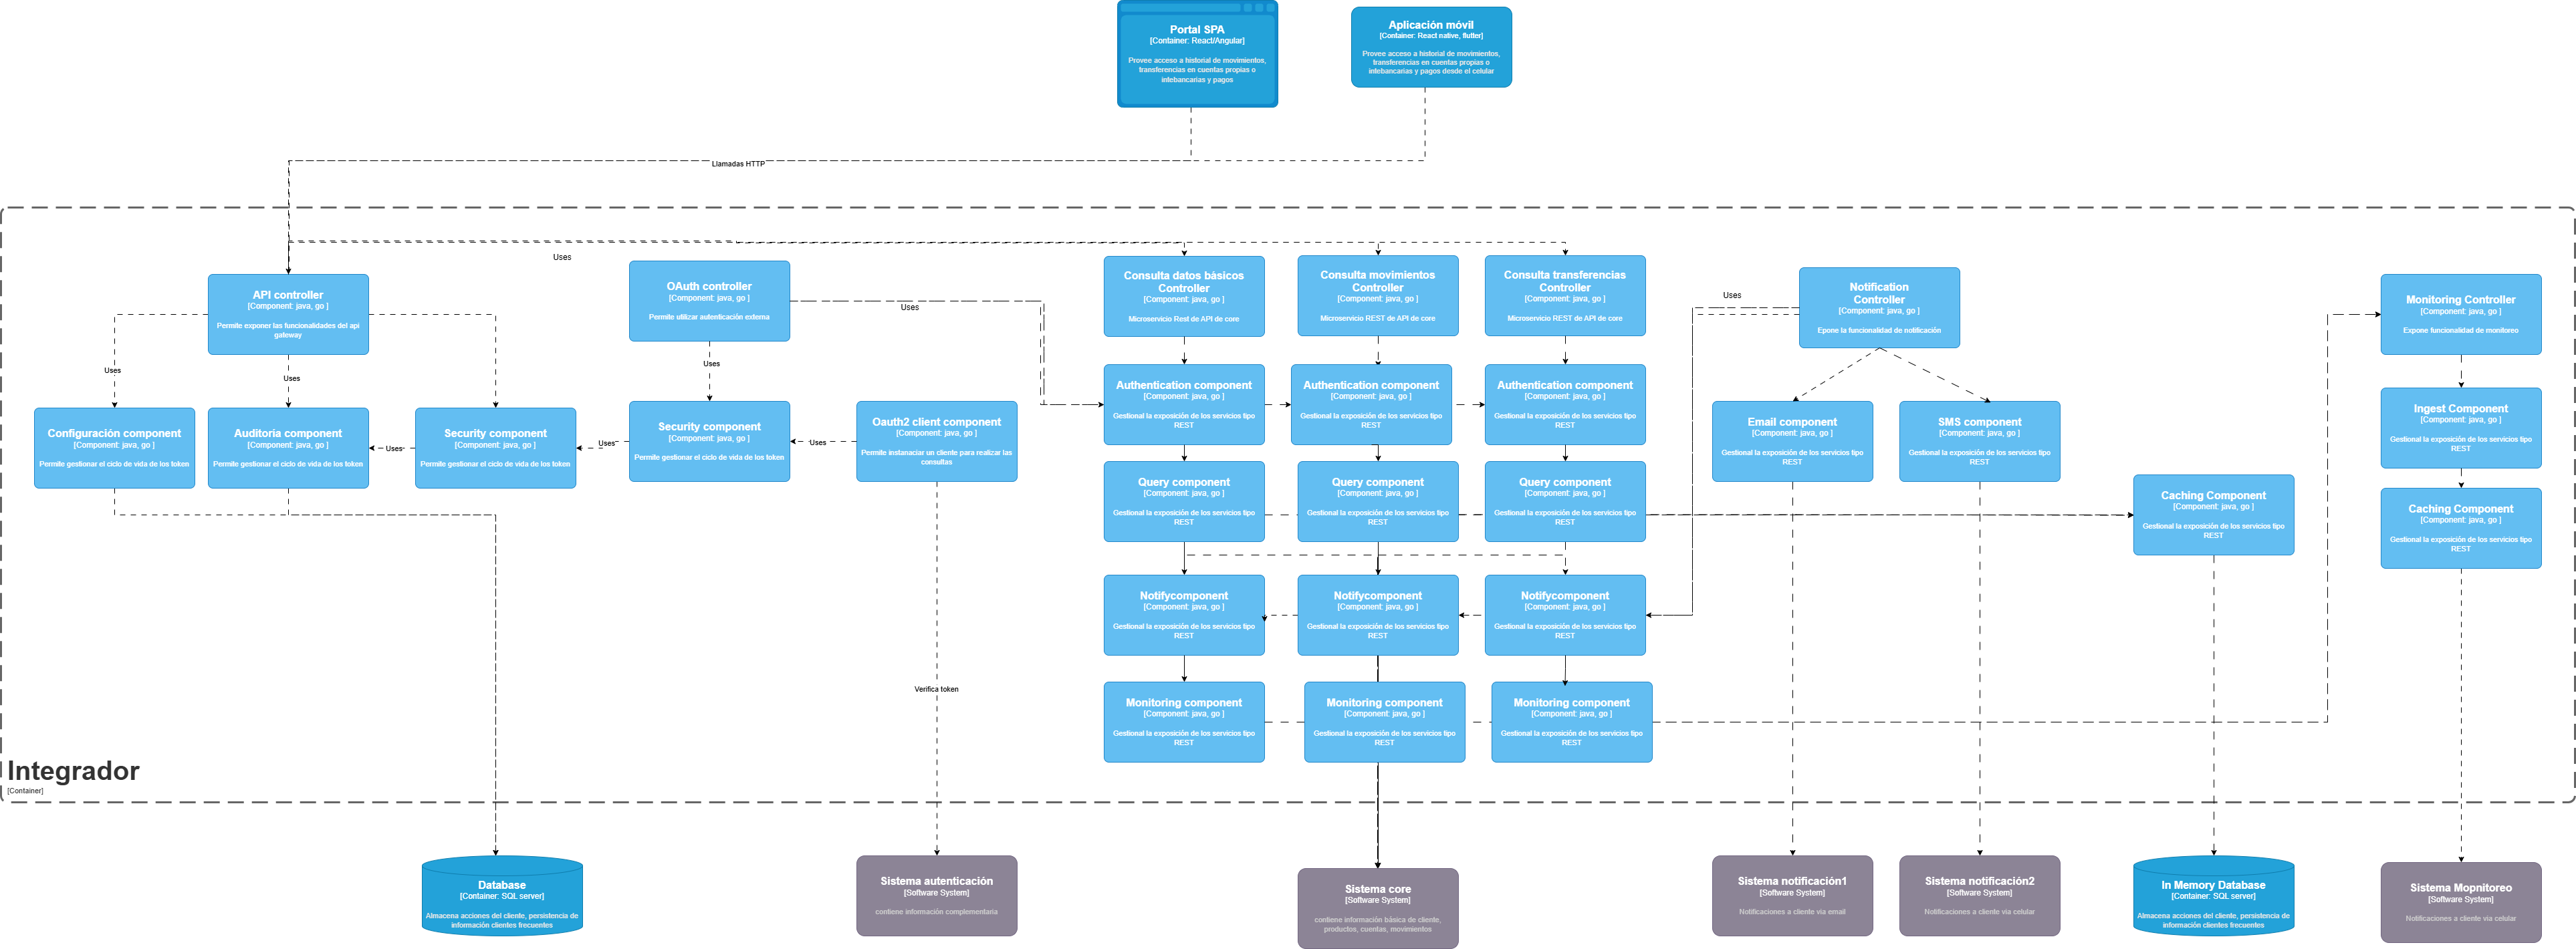 Portal SPA
[Container: React/Angular]
Provee acceso a historial de movimientos,
transferencias en cuentas propias o
intebancarias y pagos
Aplicación móvil
[Container: React native, flutter]
Provee acceso a historial de movimientos,
transferencias en cuentas propias o
intebancarias y pagos desde el celular
Llamadas HTTP
Uses
API controller
[Component: java, go ]
Permite exponer las funcionalidades del api
gateway
OAuth controller
[Component: java, go ]
Permite utilizar autenticación externa
Uses
Consulta datos básicos
Controller
[Component: java, go ]
Microservicio Rest de API de core
Consulta movimientos
Controller
[Component: java, go ]
Microservicio REST de API de core
Consulta transferencias
Controller
[Component: java, go ]
Microservicio REST de API de core
Uses
Notification
Controller
[Component: java, go ]
Epone la funcionalidad de notificación
Monitoring Controller
[Component: java, go ]
Expone funcionalidad de monitoreo
Uses
Uses
Uses
Configuración component
[Component: java, go ]
Permite gestionar el ciclo de vida de los token
Auditoría component
[Component: java, go ]
Permite gestionar el ciclo de vida de los token
Uses
Security component
[Component: java, go ]
Permite gestionar el ciclo de vida de los token
Uses
Security component
[Component: java, go ]
Permite gestionar el ciclo de vida de los token
Uses
Oauth2 client component
[Component: java, go ]
Permite instanaciar un cliente para realizar las
consultas
Authentication component
[Component: java, go ]
Gestional la exposición de los servicios tipo
REST
Authentication component
[Component: java, go ]
Gestional la exposición de los servicios tipo
REST
Authentication component
[Component: java, go ]
Gestional la exposición de los servicios tipo
REST
Email component
[Component: java, go ]
Gestional la exposición de los servicios tipo
REST
SMS component
[Component: java, go ]
Gestional la exposición de los servicios tipo
REST
Ingest Component
[Component: java, go ]
Gestional la exposición de los servicios tipo
REST
Query component
[Component: java, go ]
Gestional la exposición de los servicios tipo
REST
Query component
[Component: java, go ]
Gestional la exposición de los servicios tipo
REST
Query component
[Component: java, go ]
Gestional la exposición de los servicios tipo
REST
Caching Component
[Component: java, go ]
Gestional la exposición de los servicios tipo
REST
Caching Component
[Component: java, go ]
Gestional la exposición de los servicios tipo
REST
Notifycomponent
[Component: java, go ]
Gestional la exposición de los servicios tipo
REST
Notifycomponent
[Component: java, go ]
Gestional la exposición de los servicios tipo
REST
Notifycomponent
[Component: java, go ]
Gestional la exposición de los servicios tipo
REST
Verifica token
Monitoring component
[Component: java, go ]
Gestional la exposición de los servicios tipo
REST
Monitoring component
[Component: java, go ]
Gestional la exposición de los servicios tipo
REST
Monitoring component
[Component: java, go ]
Gestional la exposición de los servicios tipo
REST
Integrador
[Container]
Database
[Container: SQL server]
Almacena acciones del cliente, persistencia de
información clientes frecuentes
Sistema autenticación
[Software System]
contiene información complementaria
Sistema core
[Software System]
contiene información básica de cliente,
productos, cuentas, movimientos
Sistema notificación1
[Software System]
Notificaciones a cliente via email
Sistema notificación2
[Software System]
Notificaciones a cliente via celular
In Memory Database
[Container: SQL server]
Almacena acciones del cliente, persistencia de
información clientes frecuentes
Sistema Mopnitoreo
[Software System]
Notificaciones a cliente via celular